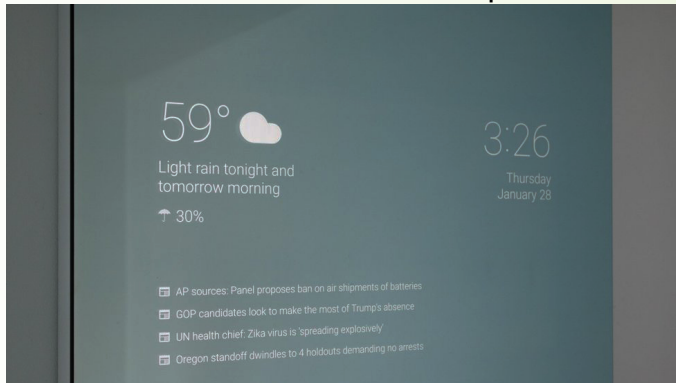 59°
Light rain tonight and
tomorrow morning
30%
3:26
Thursday
January 28
AP sources: Panel proposes ban on air shipments of batteries
GOP candidates look to make the most of Trump's absence
UN health chief: Zika virus is 'spreading explosively'
Oregon standoff dwindles to 4 holdouts demanding no arrests